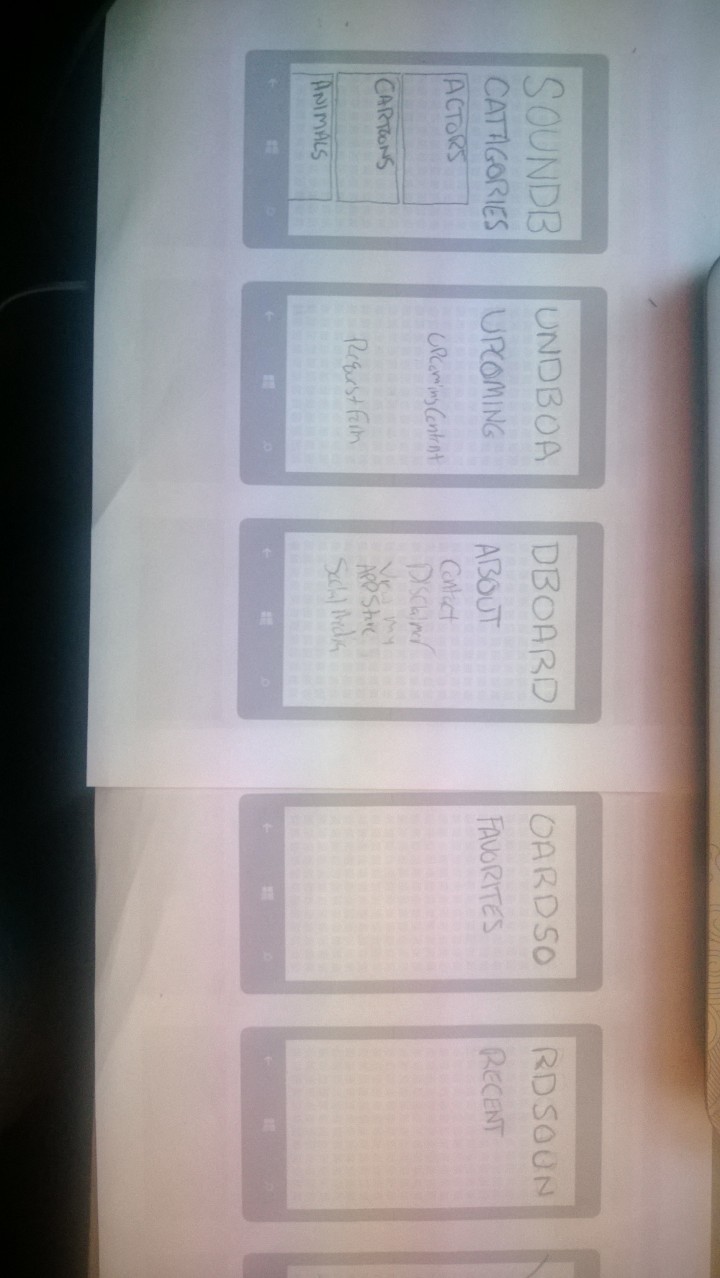 SOUNDB
CATAGORIES
ACTORS
CARTOONS
ANIMALS
UNDBOA
UPCOMING
UPcoming Content
Request Form
DBOARD
ABOUT
Contact
Disclaimer
View my
APP Store
Social Media
OARDSO
FAVORITES
RDSOUN
RECENT